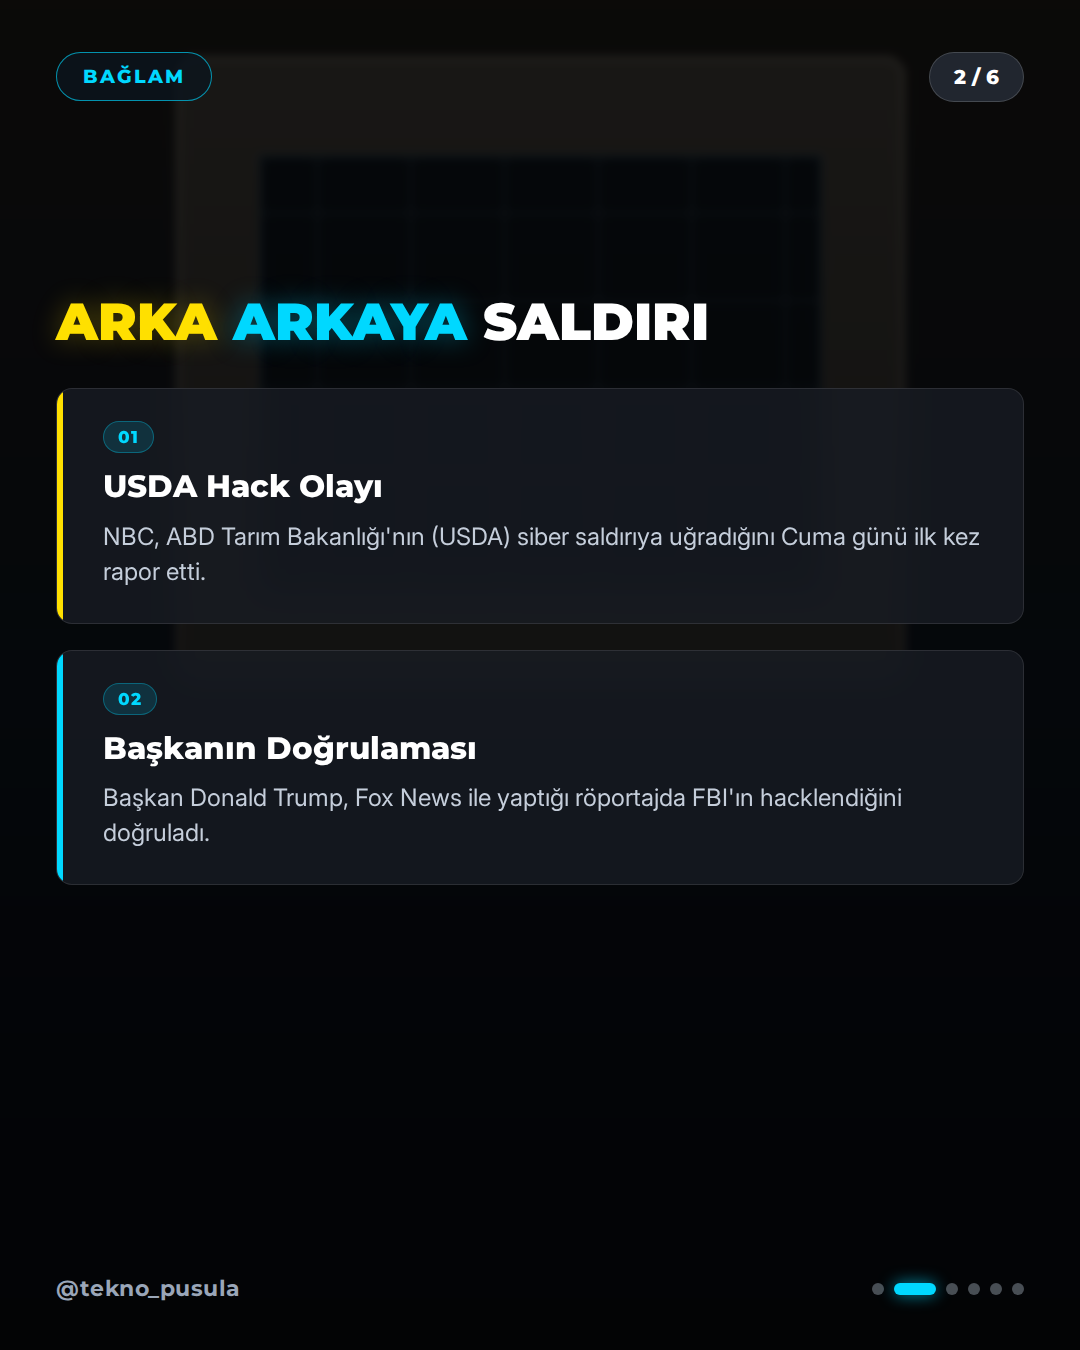 BAĞLAM
2/6
ARKA ARKAYA SALDIRI
01
USDA Hack Olayı
NBC, ABD Tarım Bakanlığı'nın (USDA) siber saldırıya uğradığını Cuma günü ilk kez
rapor etti.
02
Başkanın Doğrulaması
Başkan Donald Trump, Fox News ile yaptığı röportajda FBI'ın hacklendiğini
doğruladı.
@tekno_pusula